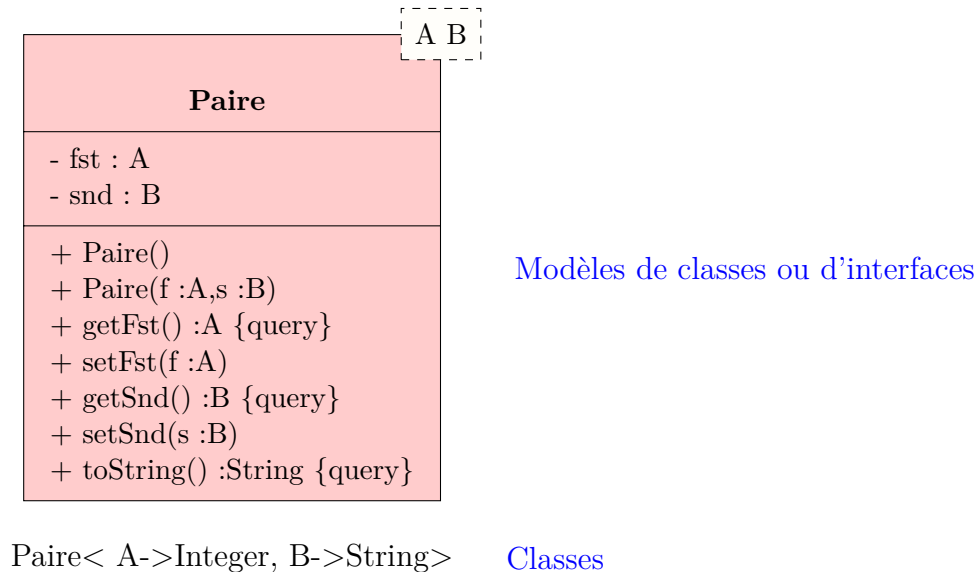 A B
Paire
- fst : A
- snd : B
+ Paire()
+ Paire(f :A,s :B)
+ getFst() :A {query}
+ setFst(f :A)
+ getSnd() :B {query}
+ setSnd(s :B)
+ toString() :String {query}
Modèles de classes ou d'interfaces
Paire< A->Integer, B->String>
Classes